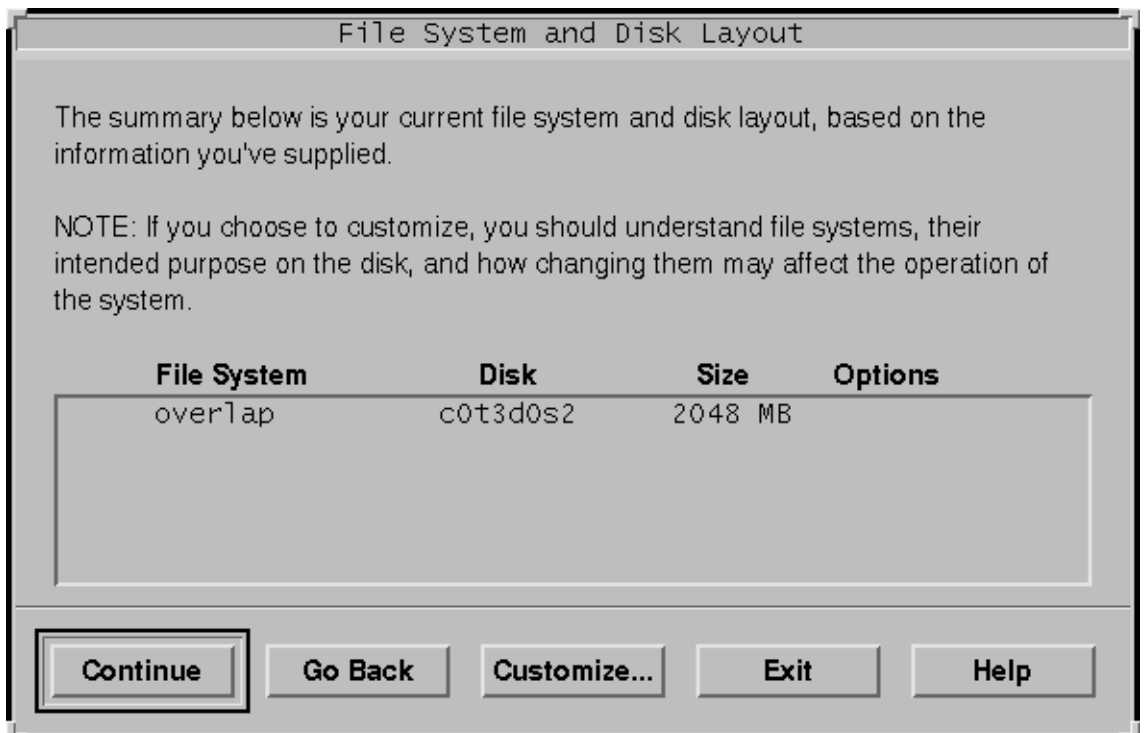 File System and Disk Layout
The summary below is your current file system and disk layout, based on the
information you've supplied.
NOTE: If you choose to customize, you should understand file systems, their
intended purpose on the disk, and how changing them may affect the operation of
the system.
File System Disk Size Options
overlap c0t3d0s2 2048 MB
Continue Go Back Customize... Exit Help